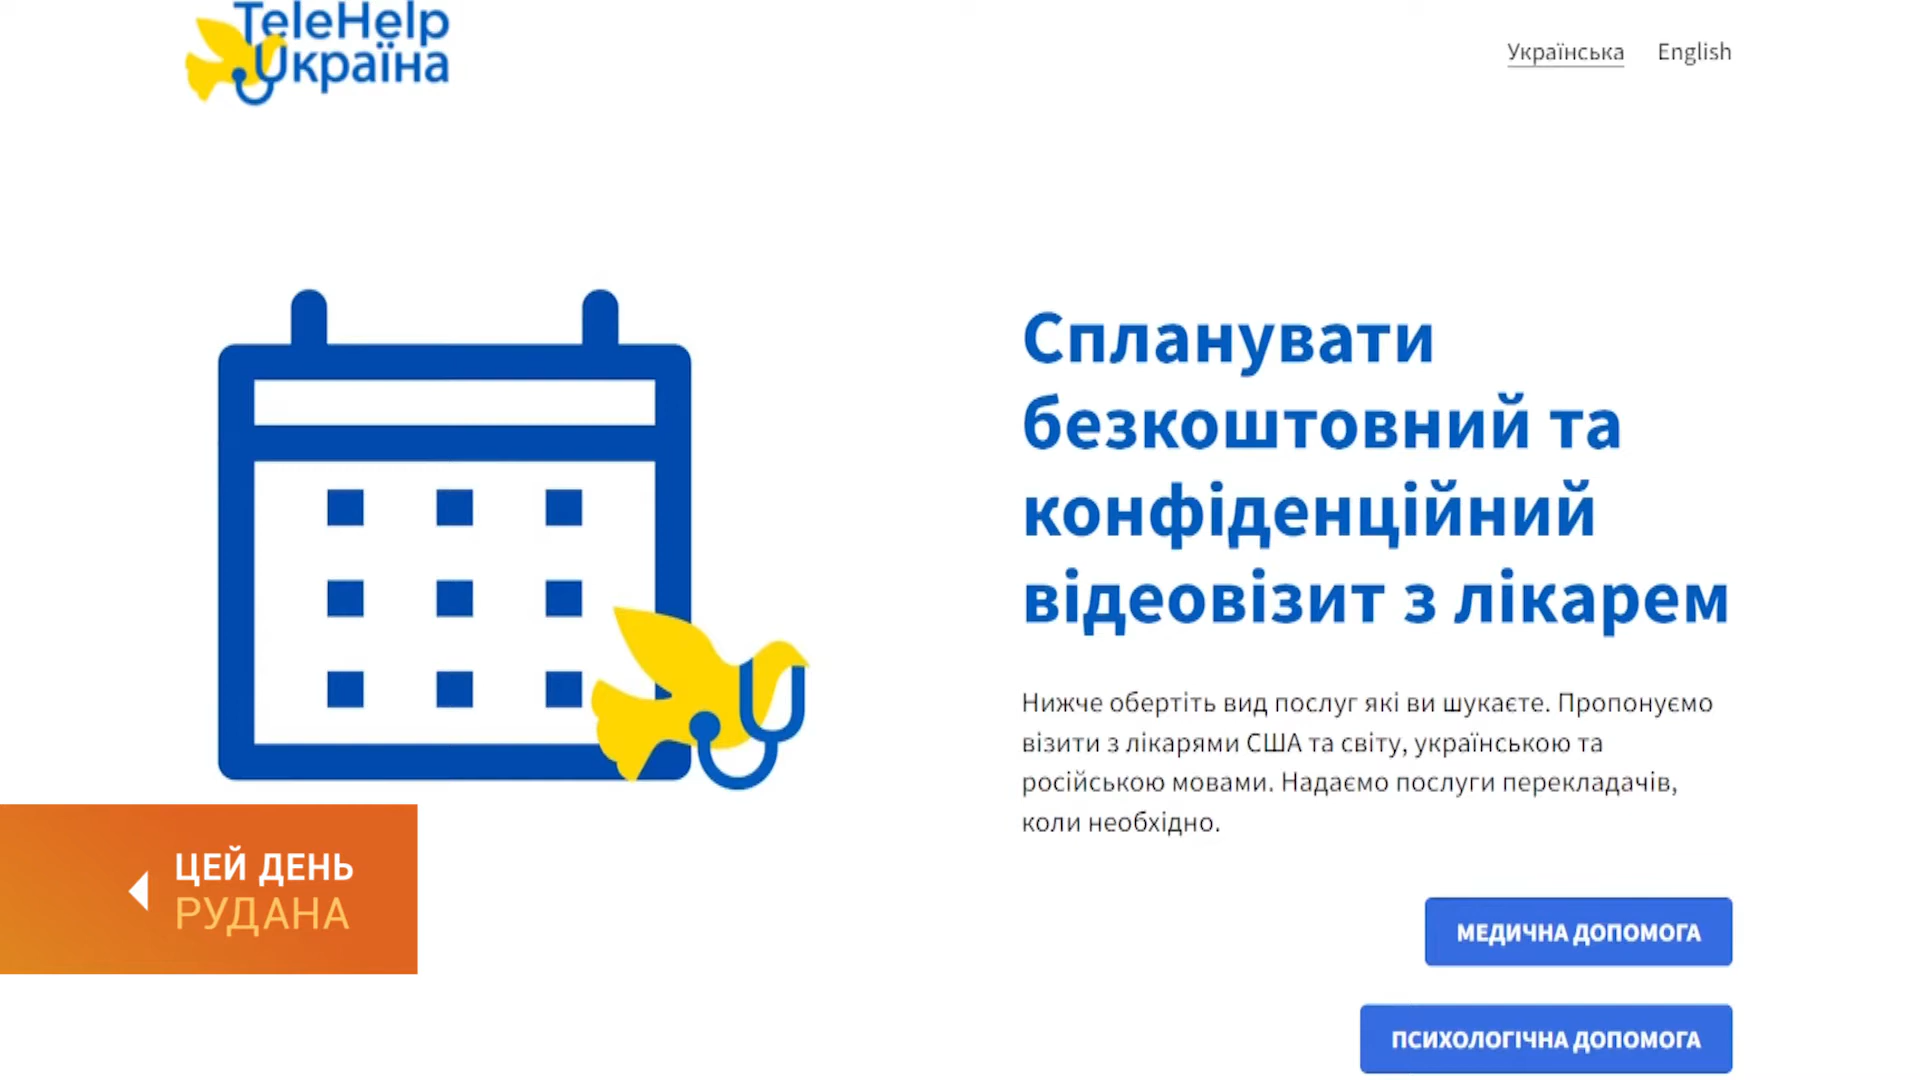 TeleHelp
Україна
Українська
English
Спланувати
безкоштовний та
конфіденційний
відеовізит з лікарем
Нижче обертіть вид послуг які ви шукаєте. Пропонуємо
візити з лікарями США та світу, українською та
російською мовами. Надаємо послуги перекладачів,
коли необхідно.
ЦЕЙ ДЕНЬ
РУДАНА
МЕДИЧНА ДОПОМОГА
ПСИХОЛОГІЧНА ДОПОМОГА